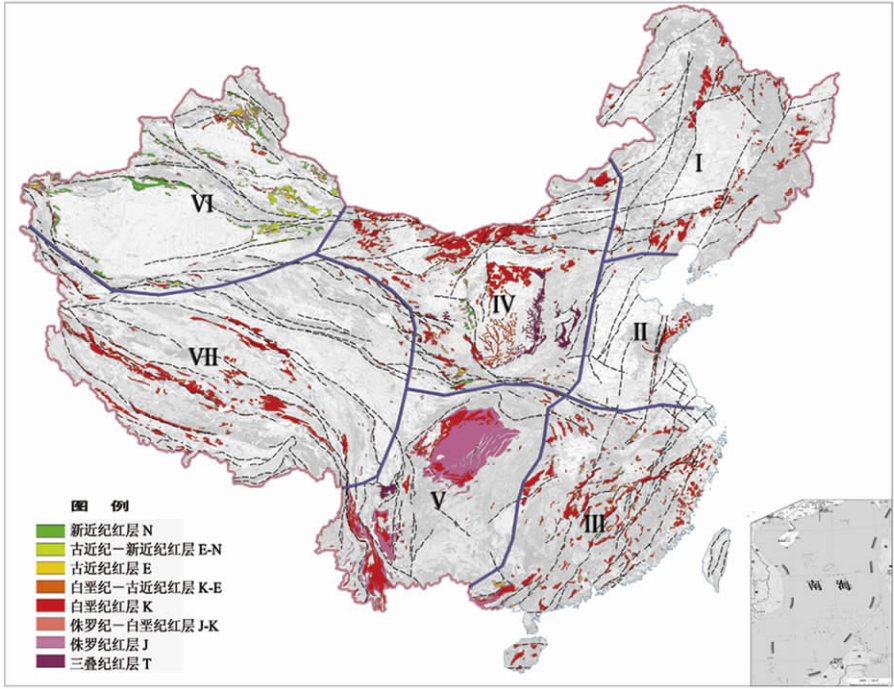 I
VI
IV
II
VII
V
III
图 例
新近纪红层 N
古近纪－新近纪红层 E-N
古近纪红层 E
白垩纪－古近纪红层 K-E
白垩纪红层 K
侏罗纪－白垩纪红层 J-K
侏罗纪红层 J
三叠纪红层 T
南 海